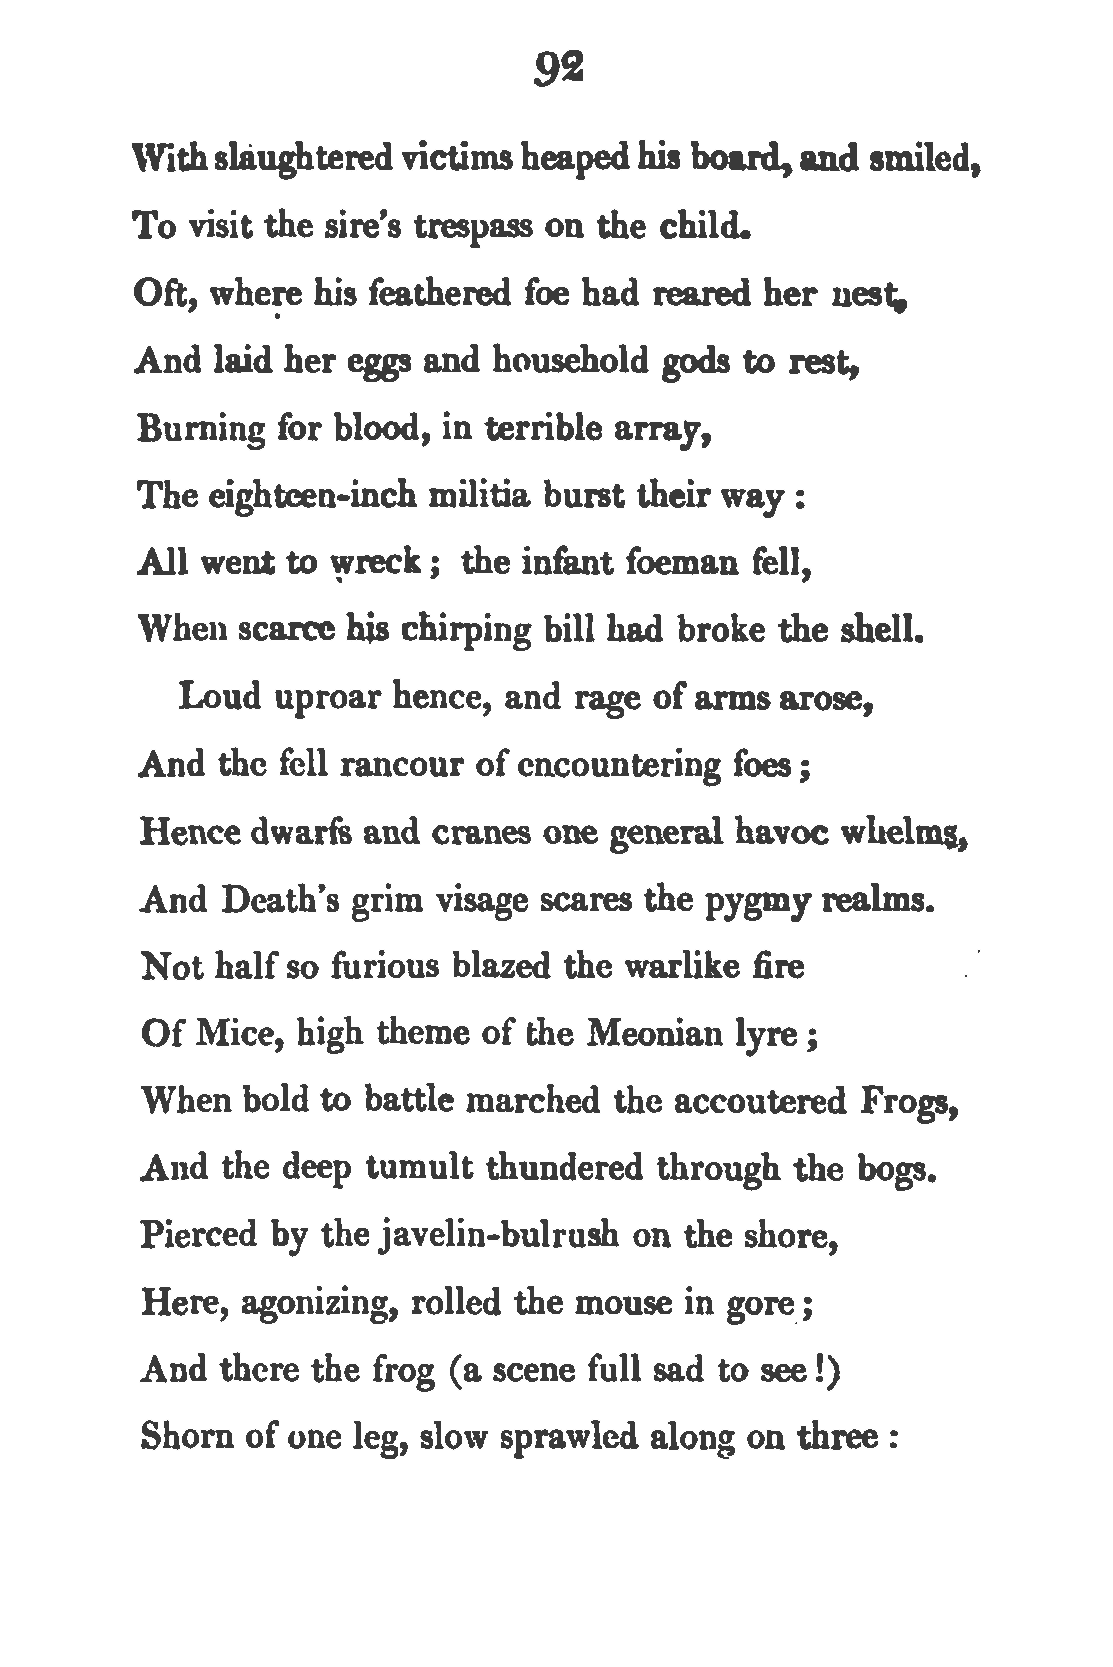 92
With slaughtered victims heaped his board, and smiled,
To visit the sire's trespass on the child.
Oft, where his feathered foe had reared her nest,
And laid her eggs and household gods to rest,
Burning for blood, in terrible array,
The eighteen-inch militia burst their way :
All went to wreck ; the infant foeman fell,
When scarce his chirping bill had broke the shell.
Loud uproar hence, and rage of arms arose,
And the fell rancour of encountering foes ;
Hence dwarfs and cranes one general havoc whelms,
And Death's grim visage scares the pygmy realms.
Not half so furious blazed the warlike fire
Of Mice, high theme of the Meonian lyre ;
When bold to battle marched the accoutered Frogs,
And the deep tumult thundered through the bogs.
Pierced by the javelin-bulrush on the shore,
Here, agonizing, rolled the mouse in gore ;
And there the frog (a scene full sad to see !)
Shorn of one leg, slow sprawled along on three :